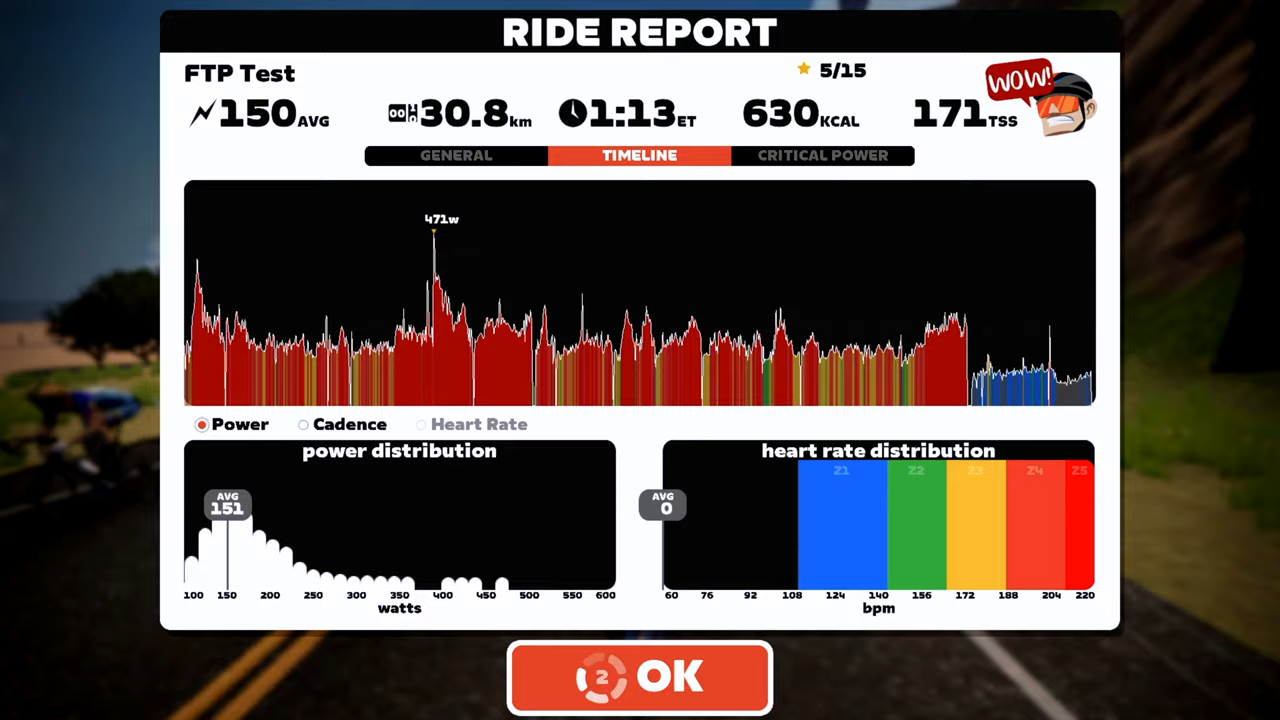 RIDE REPORT
FTP Test
5/15
WOW!
150AVG
30.8km
1:13ET
630KCAL
171TSS
GENERAL
TIMELINE
CRITICAL POWER
471w
Power
Cadence
Heart Rate
power distribution
AVG
151
100 150 200 250 300 350 400 450 500 550 600
watts
heart rate distribution
Z1 Z2 Z3 Z4 Z5
AVG
0
60 76 92 108 124 140 156 172 188 204 220
bpm
2 OK